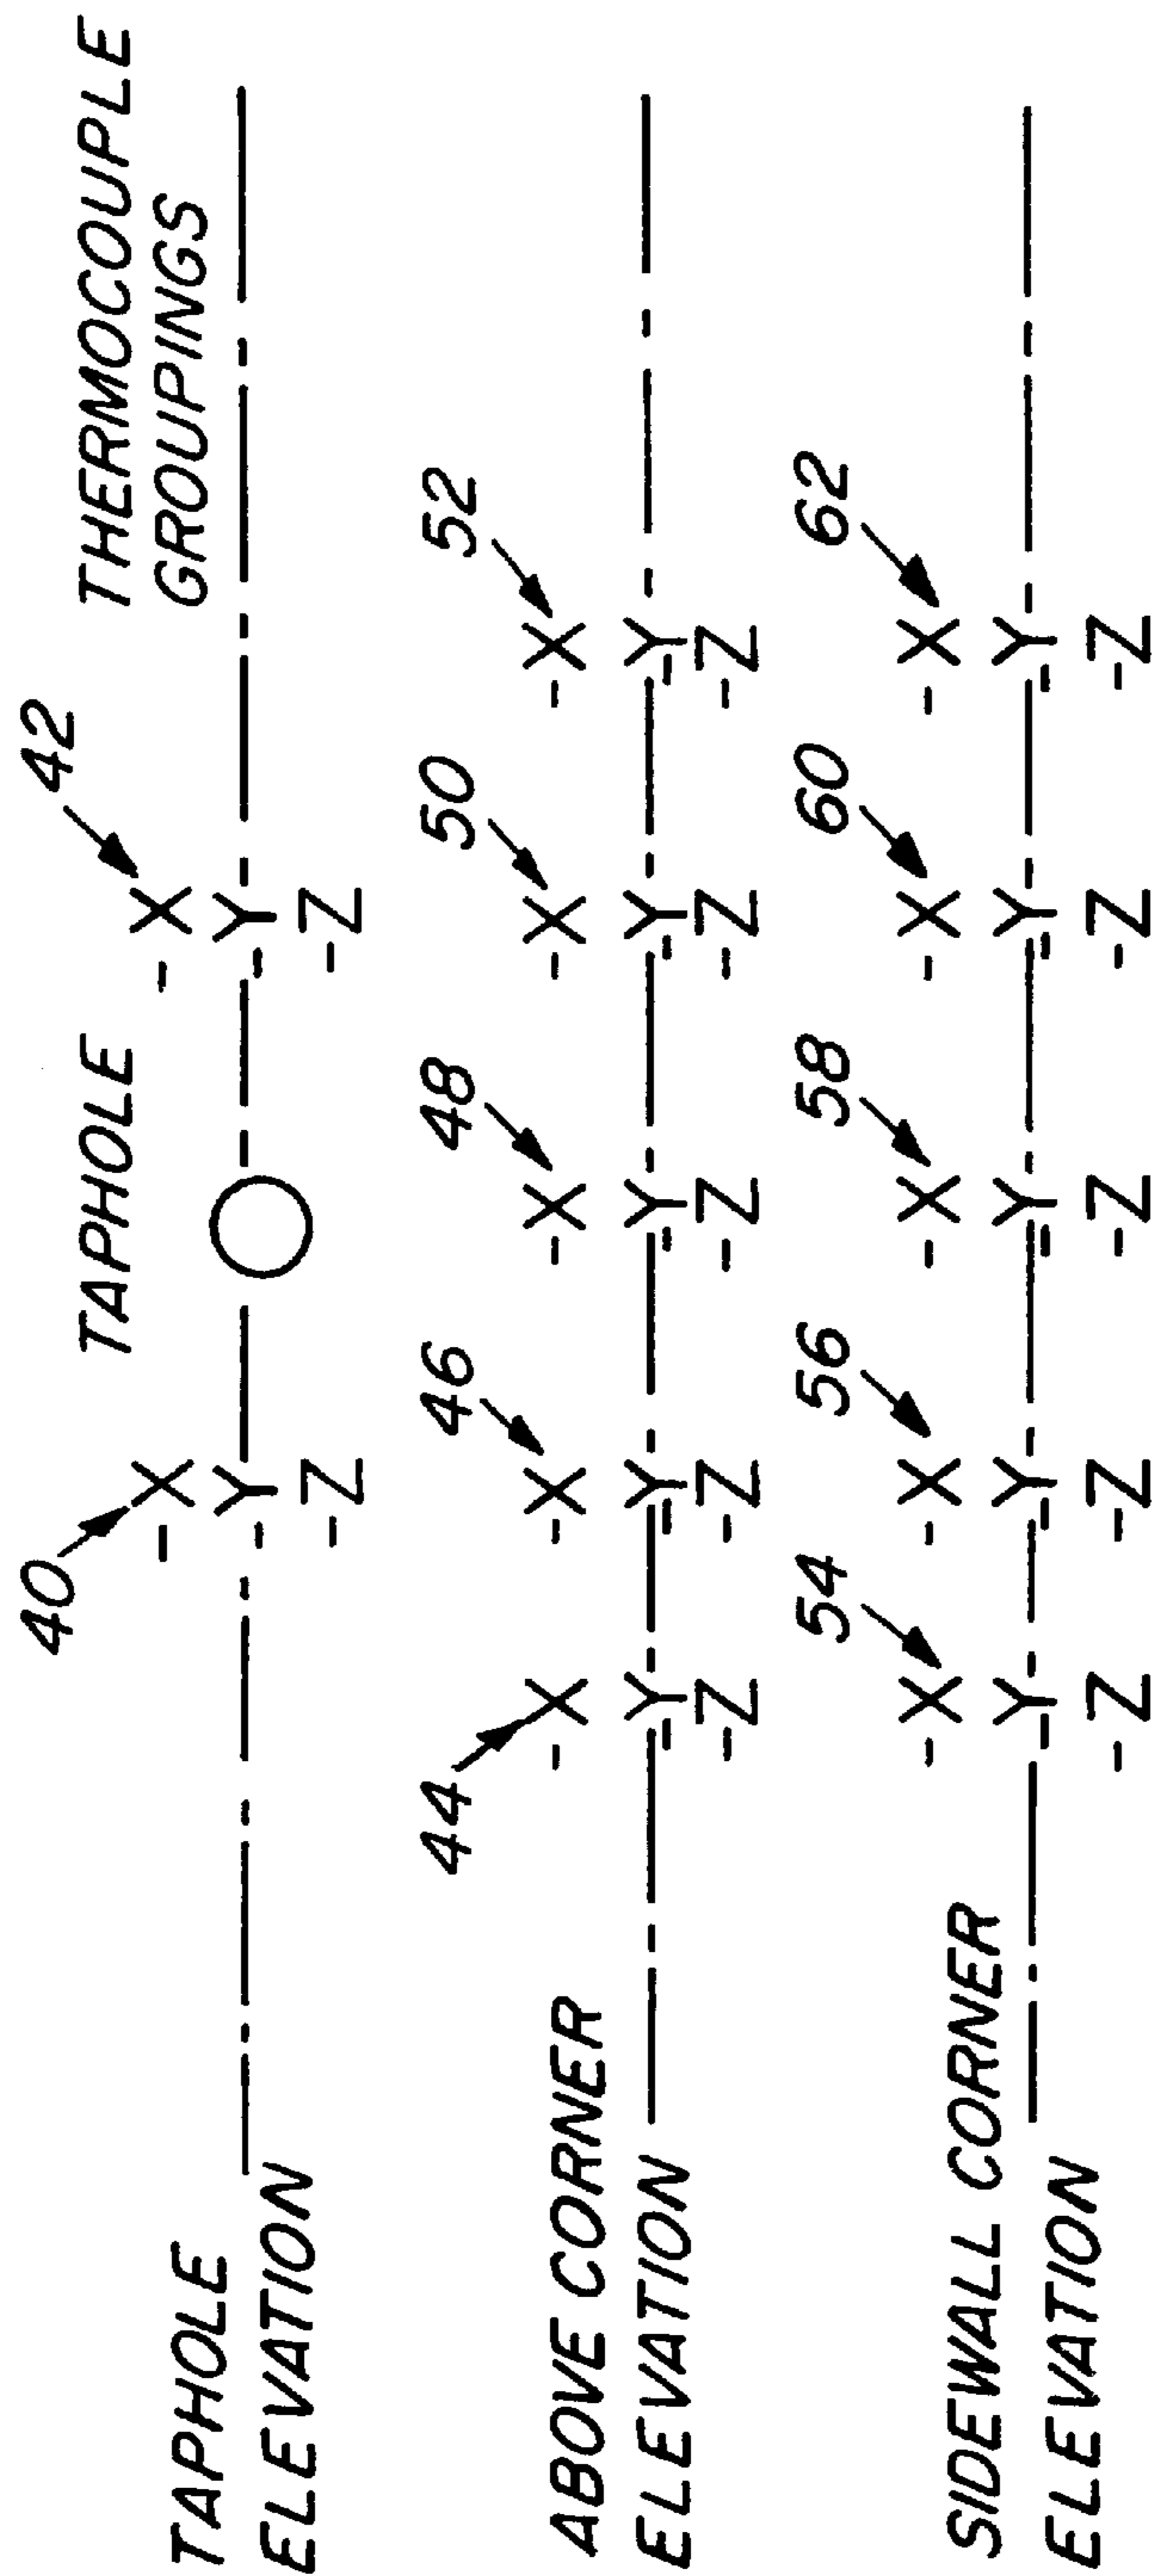 40
42
TAPHOLE
THERMOCOUPLE
GROUPINGS
TAPHOLE
ELEVATION
-X
-X
-Y
-Y
-Z
-Z
44
46
48
50
52
ABOVE CORNER
ELEVATION
-X
-X
-X
-X
-X
-Y
-Y
-Y
-Y
-Y
-Z
-Z
-Z
-Z
-Z
54
56
58
60
62
SIDEWALL CORNER
ELEVATION
-X
-X
-X
-X
-X
-Y
-Y
-Y
-Y
-Y
-Z
-Z
-Z
-Z
-Z